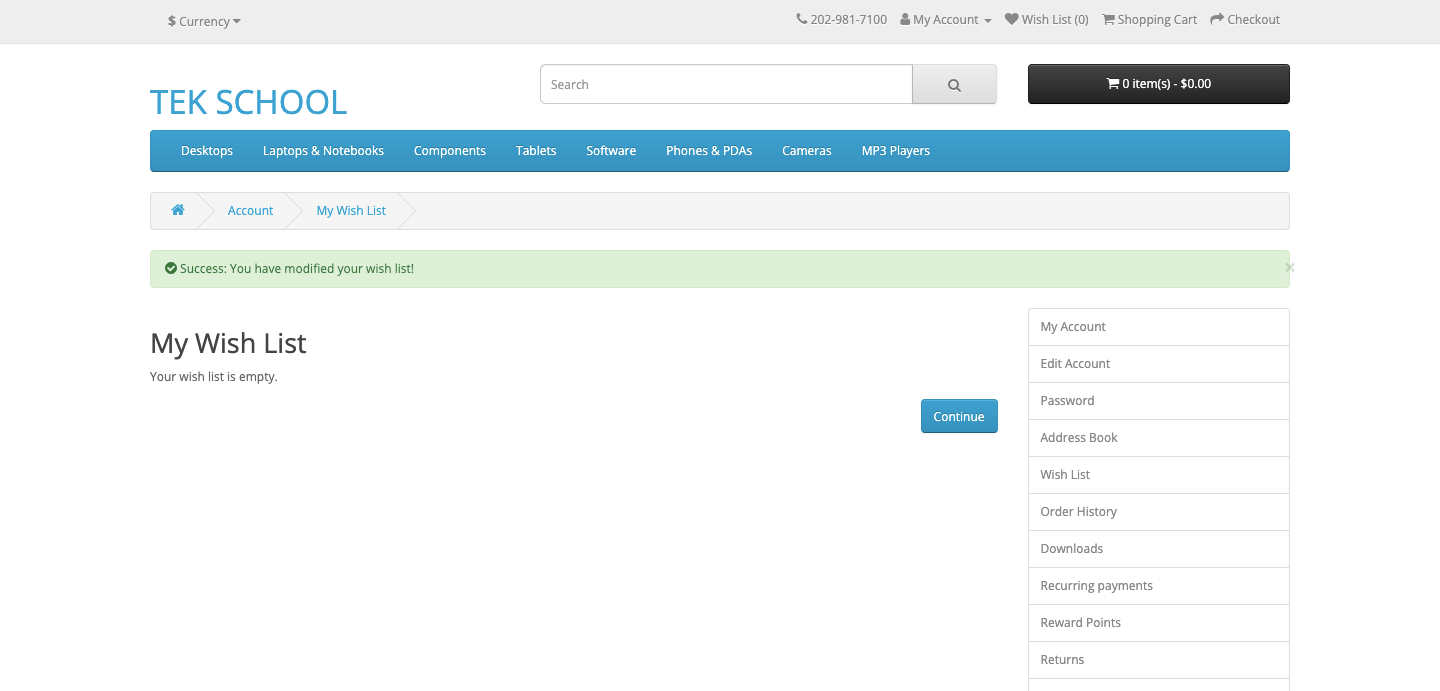 $ Currency
202-981-7100 My Account Wish List (0) Shopping Cart Checkout
TEK SCHOOL
Search
0 item(s) - $0.00
Desktops Laptops & Notebooks Components Tablets Software Phones & PDAs Cameras MP3 Players
Account My Wish List
Success: You have modified your wish list! ×
My Wish List
Your wish list is empty.
Continue
My Account
Edit Account
Password
Address Book
Wish List
Order History
Downloads
Recurring payments
Reward Points
Returns